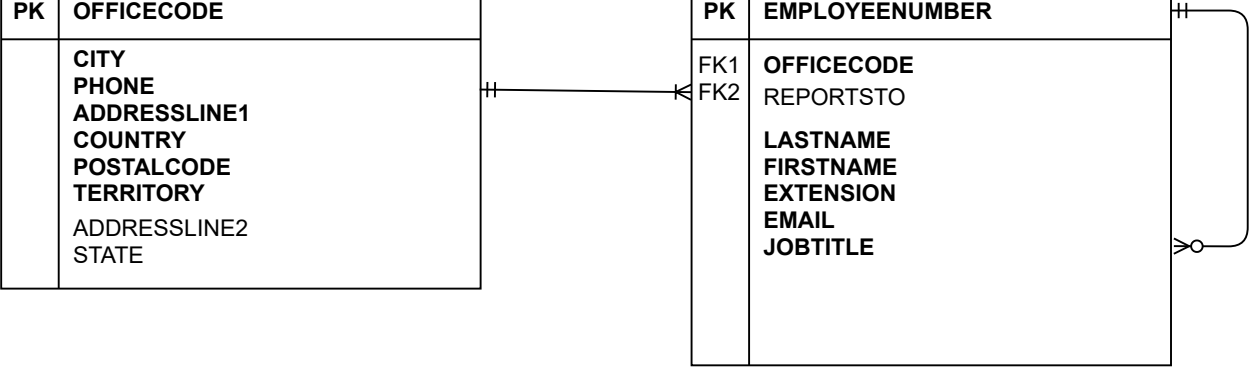 PK OFFICECODE
CITY
PHONE
ADDRESSLINE1
COUNTRY
POSTALCODE
TERRITORY
ADDRESSLINE2
STATE
PK EMPLOYEENUMBER
FK1 OFFICECODE
FK2 REPORTSTO
LASTNAME
FIRSTNAME
EXTENSION
EMAIL
JOBTITLE